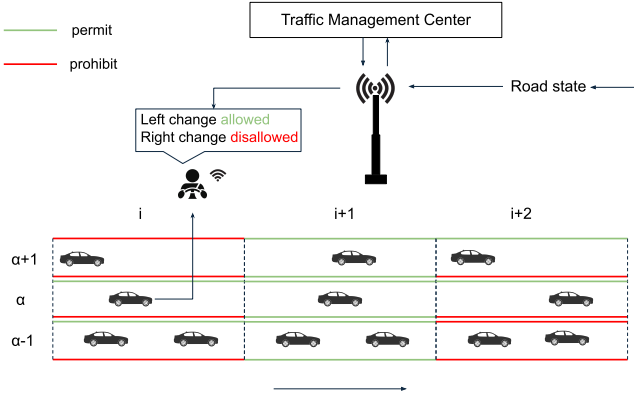 Traffic Management Center
permit
prohibit
Road state
Left change allowed
Right change disallowed
i
i+1
i+2
α+1
α
α-1